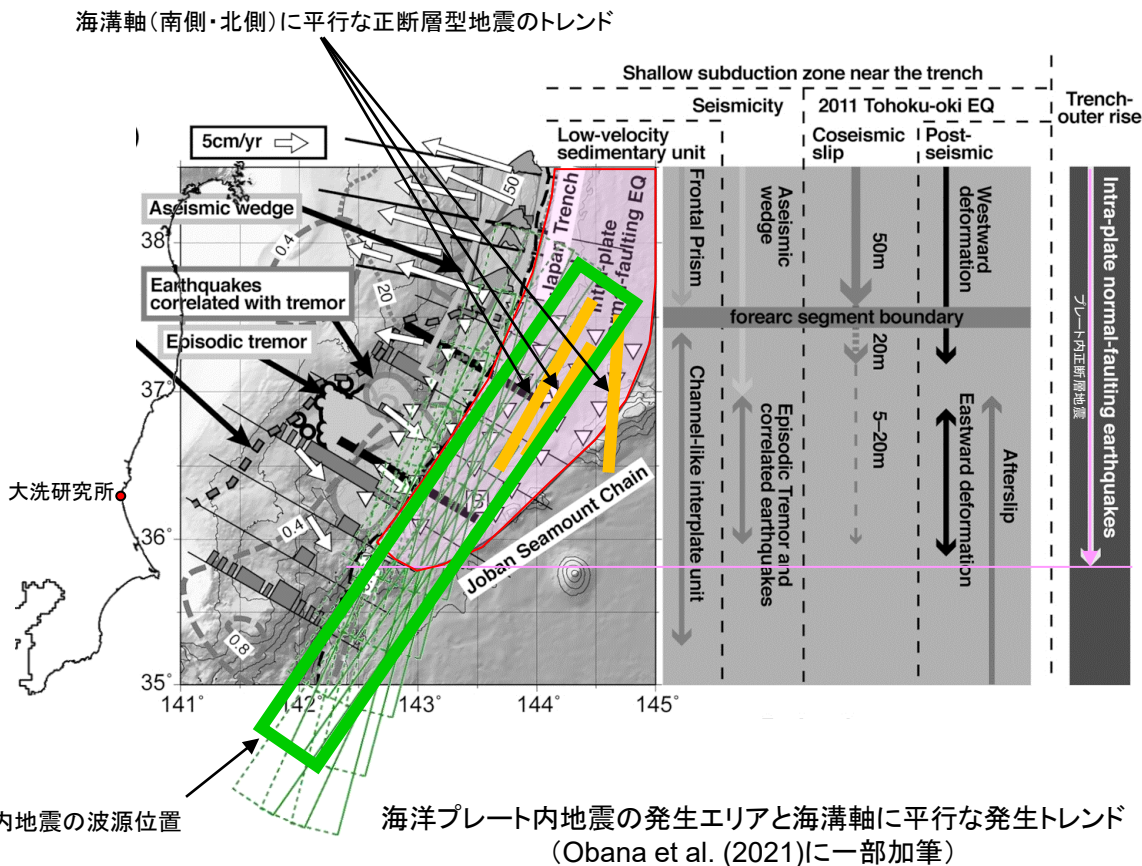 海溝軸(南側・北側)に平行な正断層型地震のトレンド
Shallow subduction zone near the trench
Seismicity
2011 Tohoku-oki EQ
Trench-
outer rise
5cm/yr
Low-velocity
sedimentary unit
Coseismic
slip
Post-
seismic
Aseismic wedge
Earthquakes
correlated with tremor
Episodic tremor
50
20
0.4
0.4
0.8
Japan Trench
Intra-plate
-faulting EQ
Joban Seamount Chain
Frontal Prism
Aseismic
wedge
50m
Westward
deformation
forearc segment boundary
20m
5–20m
Channel-like interplate unit
Episodic Tremor and
correlated earthquakes
Eastward deformation
Afterslip
プレート内正断層地震
Intra-plate normal-faulting earthquakes
大洗研究所
38°
37°
36°
35°
141°
142°
143°
144°
145°
内地震の波源位置
海洋プレート内地震の発生エリアと海溝軸に平行な発生トレンド
(Obana et al. (2021)に一部加筆)